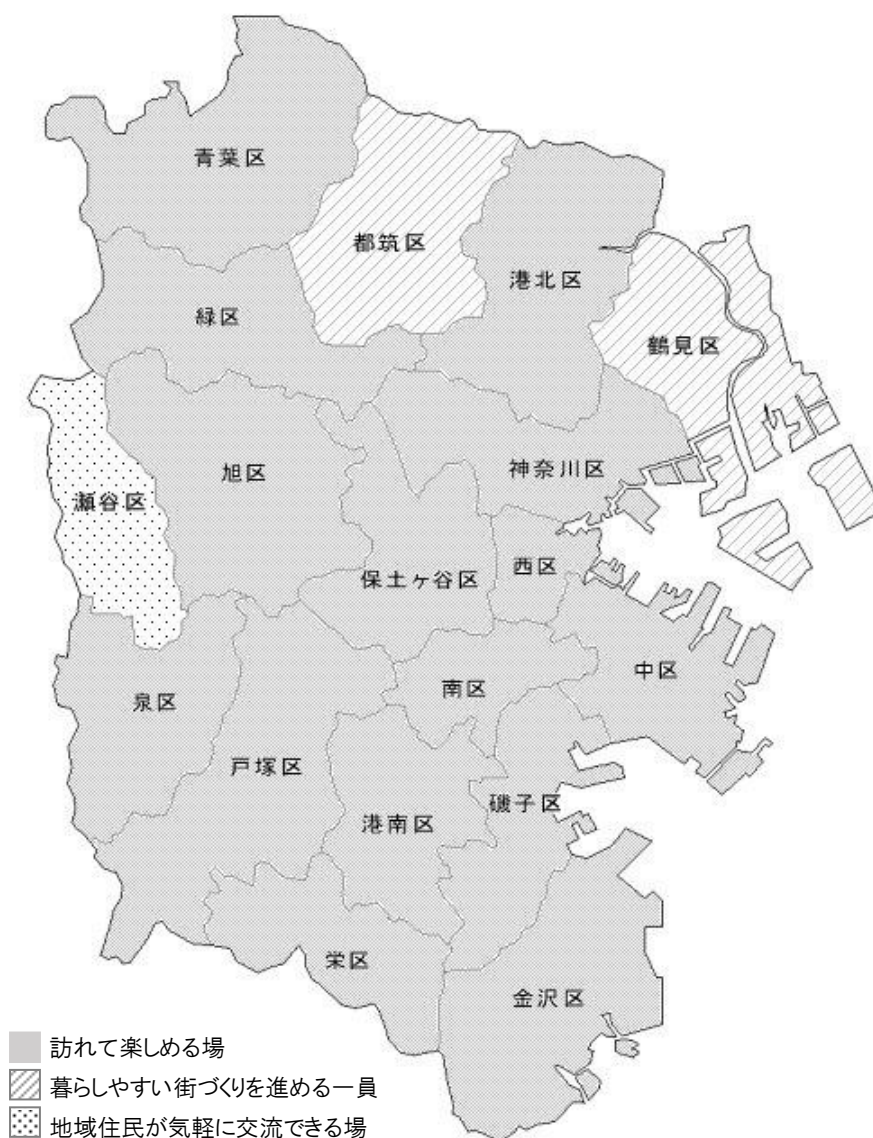 青葉区
都筑区
港北区
緑区
鶴見区
旭区
神奈川区
瀬谷区
保土ヶ谷区
西区
中区
南区
泉区
戸塚区
磯子区
港南区
栄区
金沢区
訪れて楽しめる場
暮らしやすい街づくりを進める一員
地域住民が気軽に交流できる場